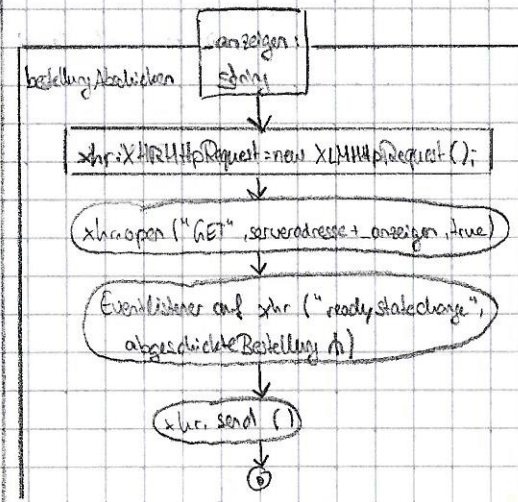 _anzeigen:
string
bestellungAbschicken
xhr:XMLHttpRequest=new XLMHttpRequest();
xhr.open ("GET", serveradresse+_anzeigen, true)
EventListener auf xhr ("readystatechange",
abgeschickteBestellung)
xhr.send ()